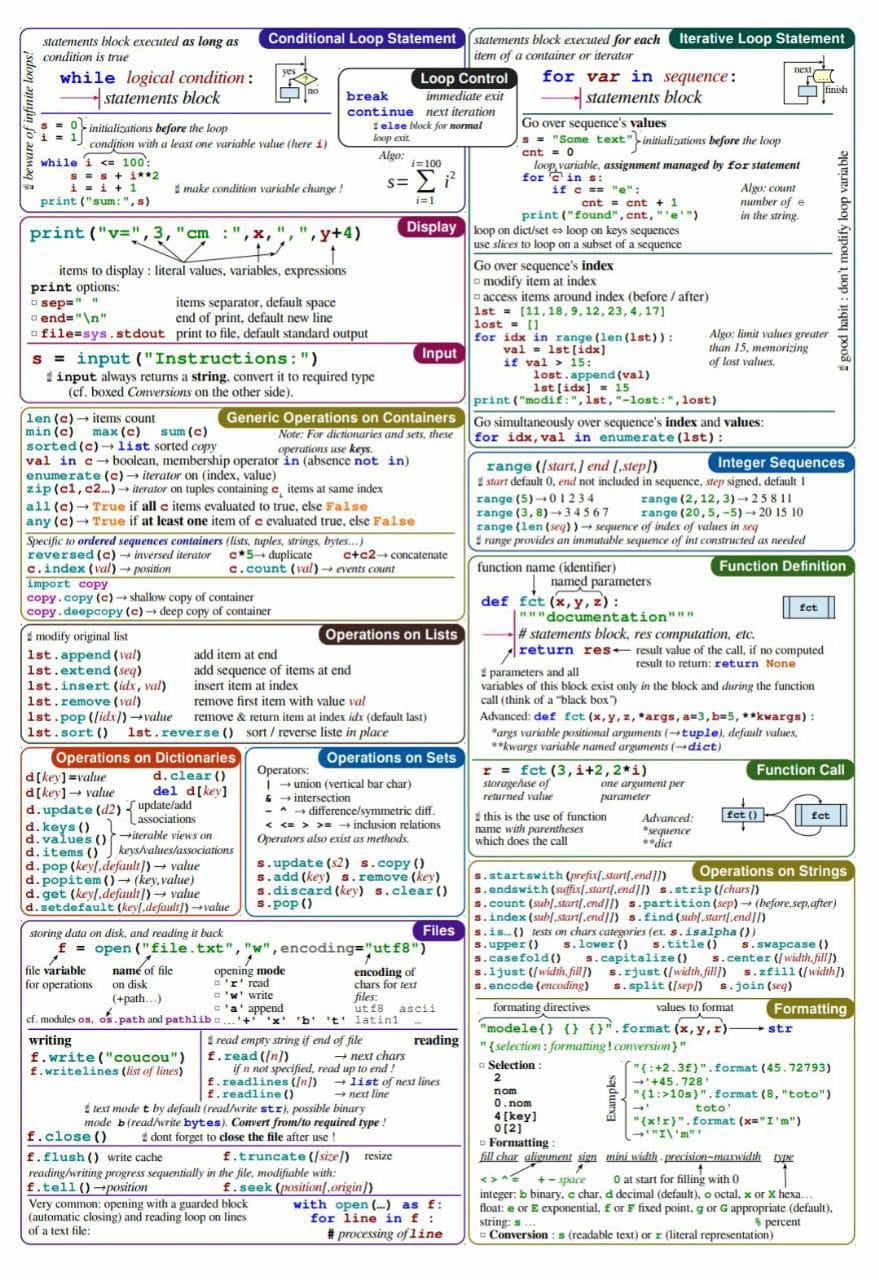 Conditional Loop Statement
statements block executed as long as
condition is true
while logical condition:
statements block
yes
?
no
☝ beware of infinite loops!
s = 0
i = 1
initializations before the loop
condition with a least one variable value (here i)
while i <= 100:
s = s + i**2
i = i + 1
☝ make condition variable change !
print("sum:",s)
Algo:
i=100
s= ∑ i²
i=1
Loop Control
break immediate exit
continue next iteration
☝ else block for normal
loop exit.
Display
print("v=",3,"cm :",x,",",y+4)
items to display : literal values, variables, expressions
print options:
▫ sep=" " items separator, default space
▫ end="\n" end of print, default new line
▫ file=sys.stdout print to file, default standard output
Input
s = input("Instructions:")
☝ input always returns a string, convert it to required type
(cf. boxed Conversions on the other side).
Generic Operations on Containers
len(c)→ items count
min(c) max(c) sum(c)
Note: For dictionaries and sets, these
operations use keys.
sorted(c)→ list sorted copy
val in c→ boolean, membership operator in (absence not in)
enumerate(c)→ iterator on (index, value)
zip(c1,c2…)→ iterator on tuples containing cᵢ items at same index
all(c)→ True if all c items evaluated to true, else False
any(c)→ True if at least one item of c evaluated true, else False
Specific to ordered sequences containers (lists, tuples, strings, bytes…)
reversed(c)→ inversed iterator c*5→ duplicate c+c2→ concatenate
c.index(val)→ position c.count(val)→ events count
import copy
copy.copy(c)→ shallow copy of container
copy.deepcopy(c)→ deep copy of container
Operations on Lists
☝ modify original list
lst.append(val) add item at end
lst.extend(seq) add sequence of items at end
lst.insert(idx,val) insert item at index
lst.remove(val) remove first item with value val
lst.pop([idx])→value remove & return item at index idx (default last)
lst.sort() lst.reverse() sort / reverse liste in place
Operations on Dictionaries
d[key]=value d.clear()
d[key]→ value del d[key]
d.update(d2) update/add
associations
d.keys()
d.values()
d.items()
→iterable views on
keys/values/associations
d.pop(key[,default])→ value
d.popitem()→ (key,value)
d.get(key[,default])→ value
d.setdefault(key[,default])→value
Operations on Sets
Operators:
| → union (vertical bar char)
& → intersection
- ^ → difference/symmetric diff.
< <= > >= → inclusion relations
Operators also exist as methods.
s.update(s2) s.copy()
s.add(key) s.remove(key)
s.discard(key) s.clear()
s.pop()
Files
storing data on disk, and reading it back
f = open("file.txt","w",encoding="utf8")
file variable
for operations
name of file
on disk
(+path…)
opening mode
▫ 'r' read
▫ 'w' write
▫ 'a' append
▫ …'+' 'x' 'b' 't'
encoding of
chars for text
files:
utf8 ascii
latin1 …
cf. modules os, os.path and pathlib
writing
f.write("coucou")
f.writelines(list of lines)
☝ read empty string if end of file reading
f.read([n]) → next chars
if n not specified, read up to end !
f.readlines([n]) → list of next lines
f.readline() → next line
☝ text mode t by default (read/write str), possible binary
mode b (read/write bytes). Convert from/to required type !
f.close() ☝ dont forget to close the file after use !
f.flush() write cache f.truncate([size]) resize
reading/writing progress sequentially in the file, modifiable with:
f.tell()→position f.seek(position[,origin])
Very common: opening with a guarded block
(automatic closing) and reading loop on lines
of a text file:
with open(…) as f:
for line in f :
# processing of line
Iterative Loop Statement
statements block executed for each
item of a container or iterator
for var in sequence:
statements block
next
…
finish
☝ good habit : don't modify loop variable
Go over sequence's values
s = "Some text"
cnt = 0
initializations before the loop
loop variable, assignment managed by for statement
for c in s:
if c == "e":
cnt = cnt + 1
print("found",cnt,"'e'")
Algo: count
number of e
in the string.
loop on dict/set ⇔ loop on keys sequences
use slices to loop on a subset of a sequence
Go over sequence's index
▫ modify item at index
▫ access items around index (before / after)
lst = [11,18,9,12,23,4,17]
lost = []
for idx in range(len(lst)):
val = lst[idx]
if val > 15:
lost.append(val)
lst[idx] = 15
print("modif:",lst,"-lost:",lost)
Algo: limit values greater
than 15, memorizing
of lost values.
Go simultaneously over sequence's index and values:
for idx,val in enumerate(lst):
Integer Sequences
range([start,] end [,step])
☝ start default 0, end not included in sequence, step signed, default 1
range(5)→ 0 1 2 3 4 range(2,12,3)→ 2 5 8 11
range(3,8)→ 3 4 5 6 7 range(20,5,-5)→ 20 15 10
range(len(seq))→ sequence of index of values in seq
☝ range provides an immutable sequence of int constructed as needed
Function Definition
function name (identifier)
named parameters
def fct(x,y,z):
"""documentation"""
# statements block, res computation, etc.
return res← result value of the call, if no computed
result to return: return None
fct
☝ parameters and all
variables of this block exist only in the block and during the function
call (think of a "black box")
Advanced: def fct(x,y,z,*args,a=3,b=5,**kwargs):
*args variable positional arguments (→tuple), default values,
**kwargs variable named arguments (→dict)
Function Call
r = fct(3,i+2,2*i)
storage/use of
returned value
one argument per
parameter
☝ this is the use of function
name with parentheses
which does the call
Advanced:
*sequence
**dict
fct()
fct
Operations on Strings
s.startswith(prefix[,start[,end]])
s.endswith(suffix[,start[,end]]) s.strip([chars])
s.count(sub[,start[,end]]) s.partition(sep)→ (before,sep,after)
s.index(sub[,start[,end]]) s.find(sub[,start[,end]])
s.is…() tests on chars categories (ex. s.isalpha())
s.upper() s.lower() s.title() s.swapcase()
s.casefold() s.capitalize() s.center([width,fill])
s.ljust([width,fill]) s.rjust([width,fill]) s.zfill([width])
s.encode(encoding) s.split([sep]) s.join(seq)
Formatting
formating directives values to format
"modele{} {} {}".format(x,y,r)→ str
"{selection:formatting!conversion}"
▫ Selection :
2
nom
0.nom
4[key]
0[2]
Examples
"{:+2.3f}".format(45.72793)
→'+45.728'
"{1:>10s}".format(8,"toto")
→' toto'
"{x!r}".format(x="I'm")
→'"I\'m"'
▫ Formatting :
fill char alignment sign mini width.precision~maxwidth type
< > ^ = + - space 0 at start for filling with 0
integer: b binary, c char, d decimal (default), o octal, x or X hexa…
float: e or E exponential, f or F fixed point, g or G appropriate (default),
string: s … % percent
▫ Conversion : s (readable text) or r (literal representation)